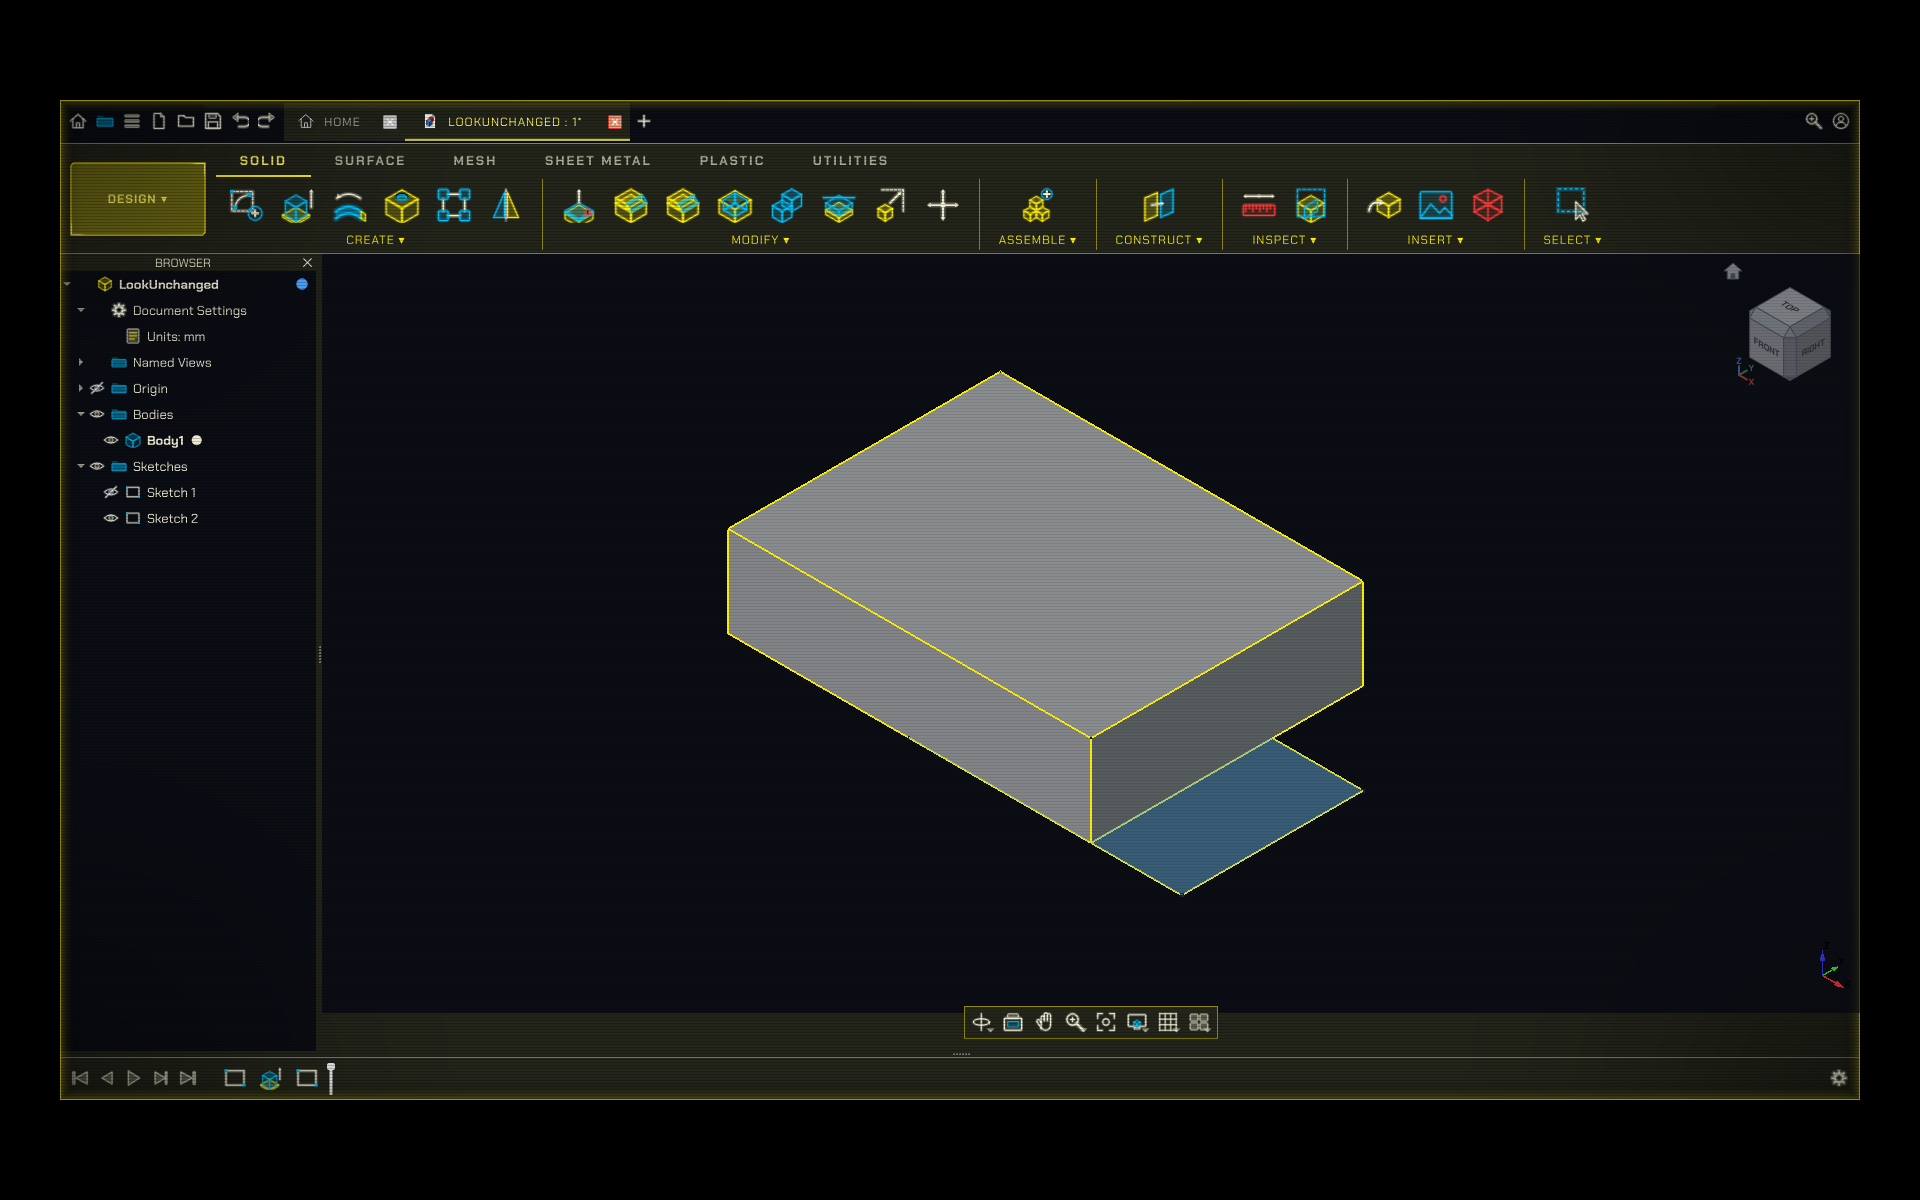 HOME
LOOKUNCHANGED : 1*
SOLID SURFACE MESH SHEET METAL PLASTIC UTILITIES
DESIGN ▾
CREATE ▾ MODIFY ▾ ASSEMBLE ▾ CONSTRUCT ▾ INSPECT ▾ INSERT ▾ SELECT ▾
BROWSER
LookUnchanged
Document Settings
Units: mm
Named Views
Origin
Bodies
Body1
Sketches
Sketch 1
Sketch 2
TOP
FRONT RIGHT
Z
Y
X